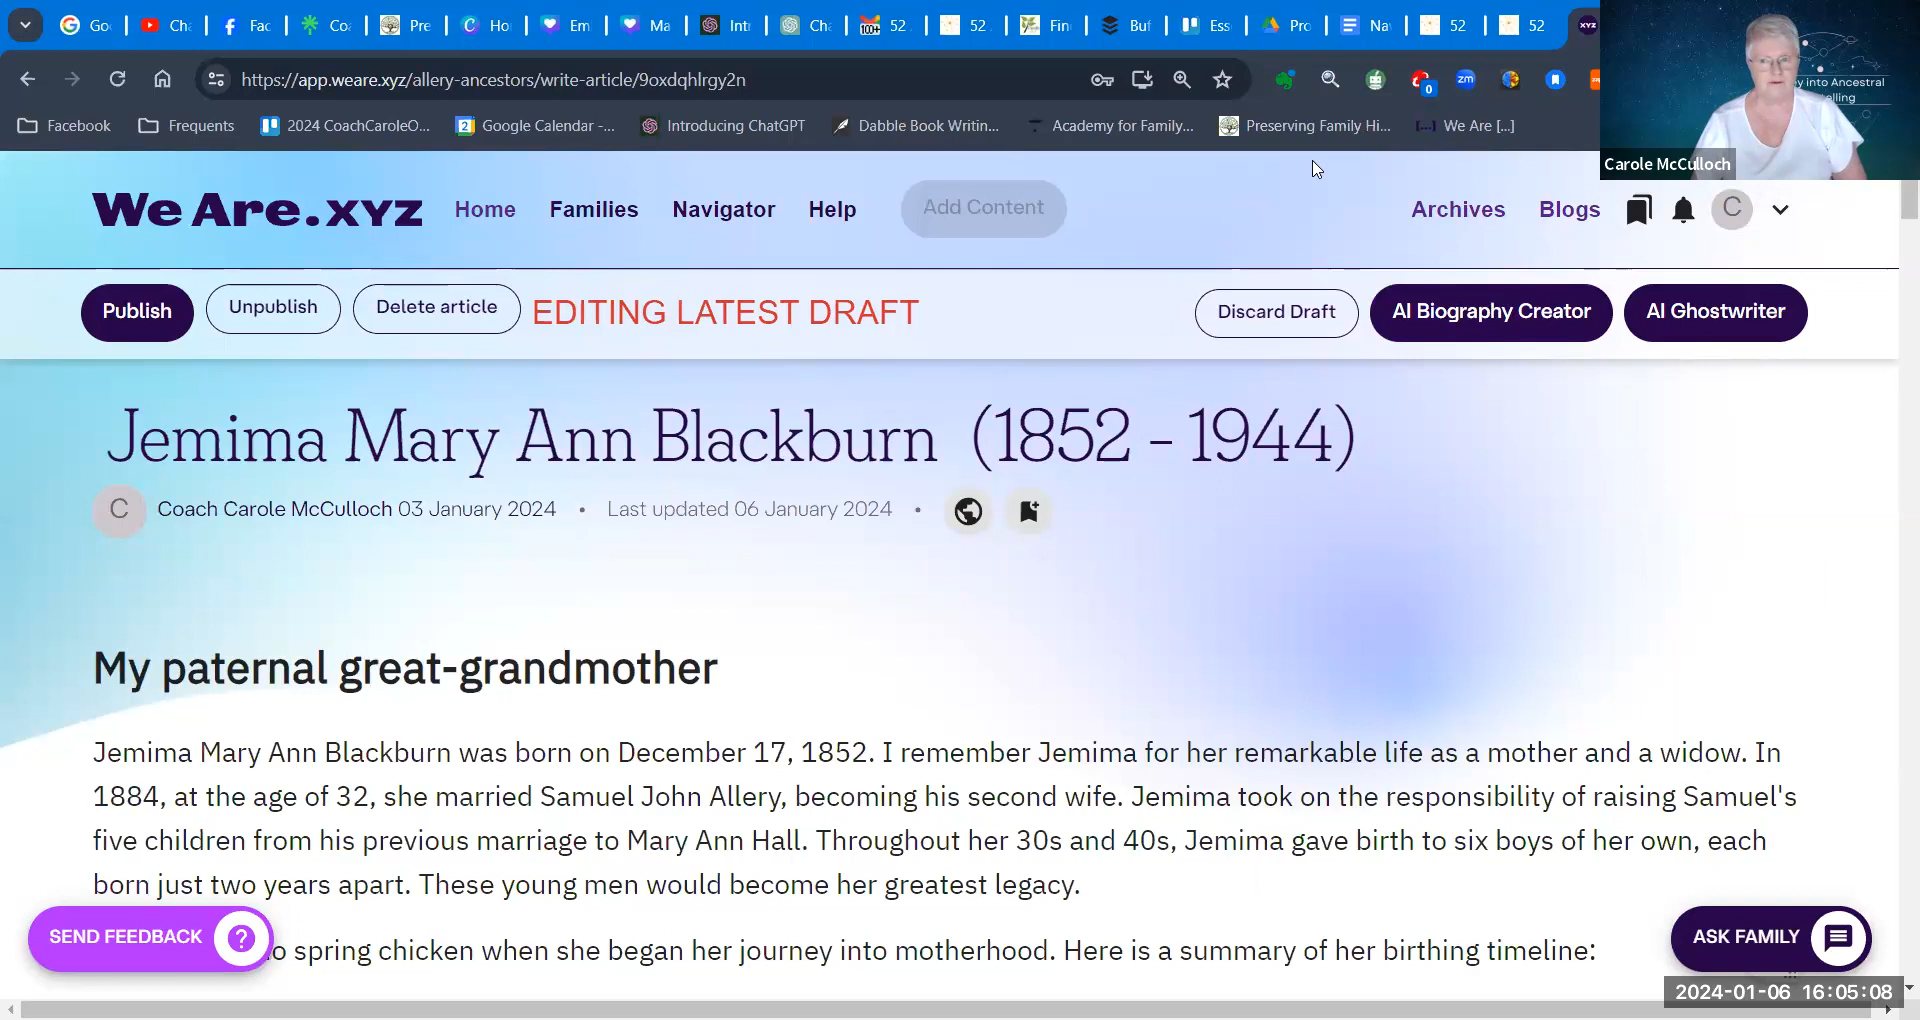 Go
Ch
Fac
Co
Pre
Ho
Em
Ma
Int
Ch
100+
52
52
Fin
Buf
Ess
Pro
Na
52
52
XYZ
https://app.weare.xyz/allery-ancestors/write-article/9oxdqhlrgy2n
0
zm
y into Ancestral
elling
Carole McCulloch
Facebook
Frequents
2024 CoachCaroleO...
2
Google Calendar -...
Introducing ChatGPT
Dabble Book Writin...
Academy for Family...
Preserving Family Hi...
[...]
We Are [...]
We Are.xyz
Home
Families
Navigator
Help
Add Content
Archives
Blogs
C
Publish
Unpublish
Delete article
EDITING LATEST DRAFT
Discard Draft
AI Biography Creator
AI Ghostwriter
Jemima Mary Ann Blackburn (1852 - 1944)
C
Coach Carole McCulloch 03 January 2024 • Last updated 06 January 2024 •
My paternal great-grandmother
Jemima Mary Ann Blackburn was born on December 17, 1852. I remember Jemima for her remarkable life as a mother and a widow. In
1884, at the age of 32, she married Samuel John Allery, becoming his second wife. Jemima took on the responsibility of raising Samuel's
five children from his previous marriage to Mary Ann Hall. Throughout her 30s and 40s, Jemima gave birth to six boys of her own, each
born just two years apart. These young men would become her greatest legacy.
o spring chicken when she began her journey into motherhood. Here is a summary of her birthing timeline:
SEND FEEDBACK
?
ASK FAMILY
2024-01-06 16:05:08